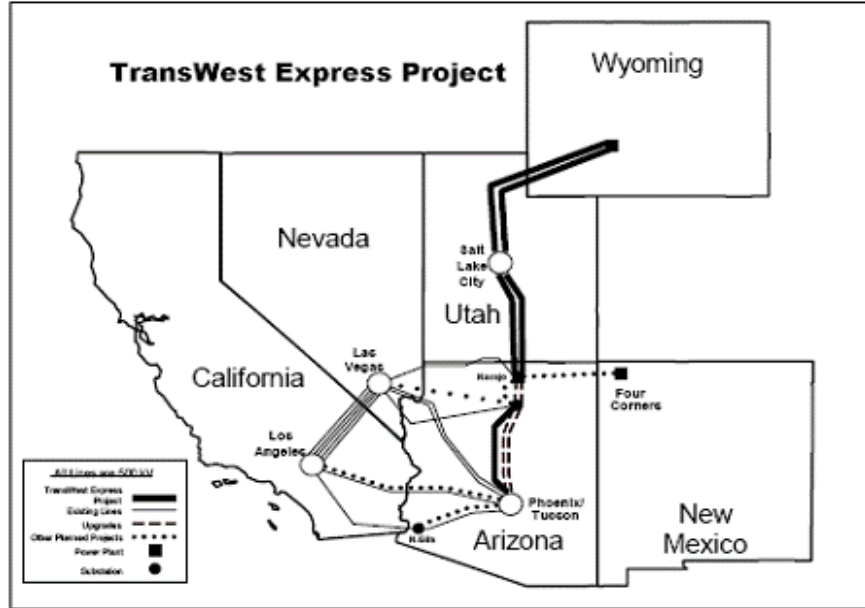 TransWest Express Project
Wyoming
Nevada
Salt
Lake
City
Utah
Las
Vegas
California
Navajo
Four
Corners
Los
Angeles
Phoenix/
Tucson
N.Gila
Arizona
New
Mexico
All Lines are 500 kV
TransWest Express
Project
Existing Lines
Upgrades
Other Planned Projects
Power Plant
Substation